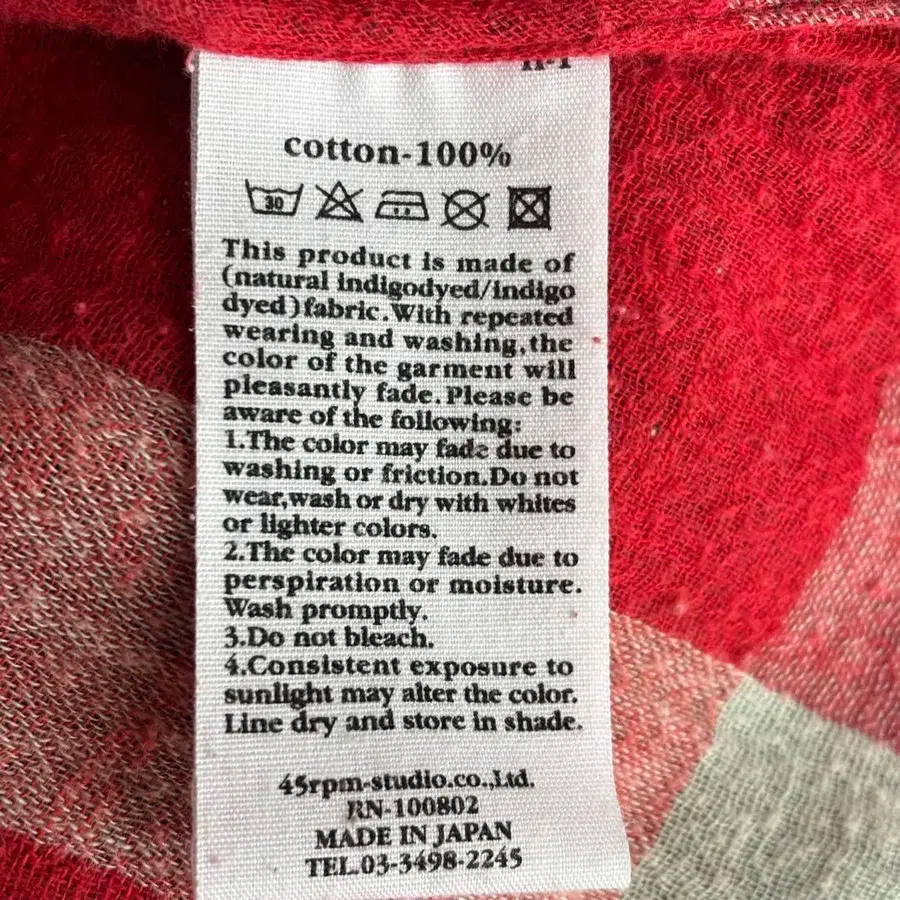 cotton-100%
30
This product is made of
(natural indigodyed/indigo
dyed)fabric.With repeated
wearing and washing,the
color of the garment will
pleasantly fade.Please be
aware of the following:
1.The color may fade due to
washing or friction.Do not
wear,wash or dry with whites
or lighter colors.
2.The color may fade due to
perspiration or moisture.
Wash promptly.
3.Do not bleach.
4.Consistent exposure to
sunlight may alter the color.
Line dry and store in shade.
45rpm-studio.co.,Ltd.
RN-100802
MADE IN JAPAN
TEL.03-3498-2245